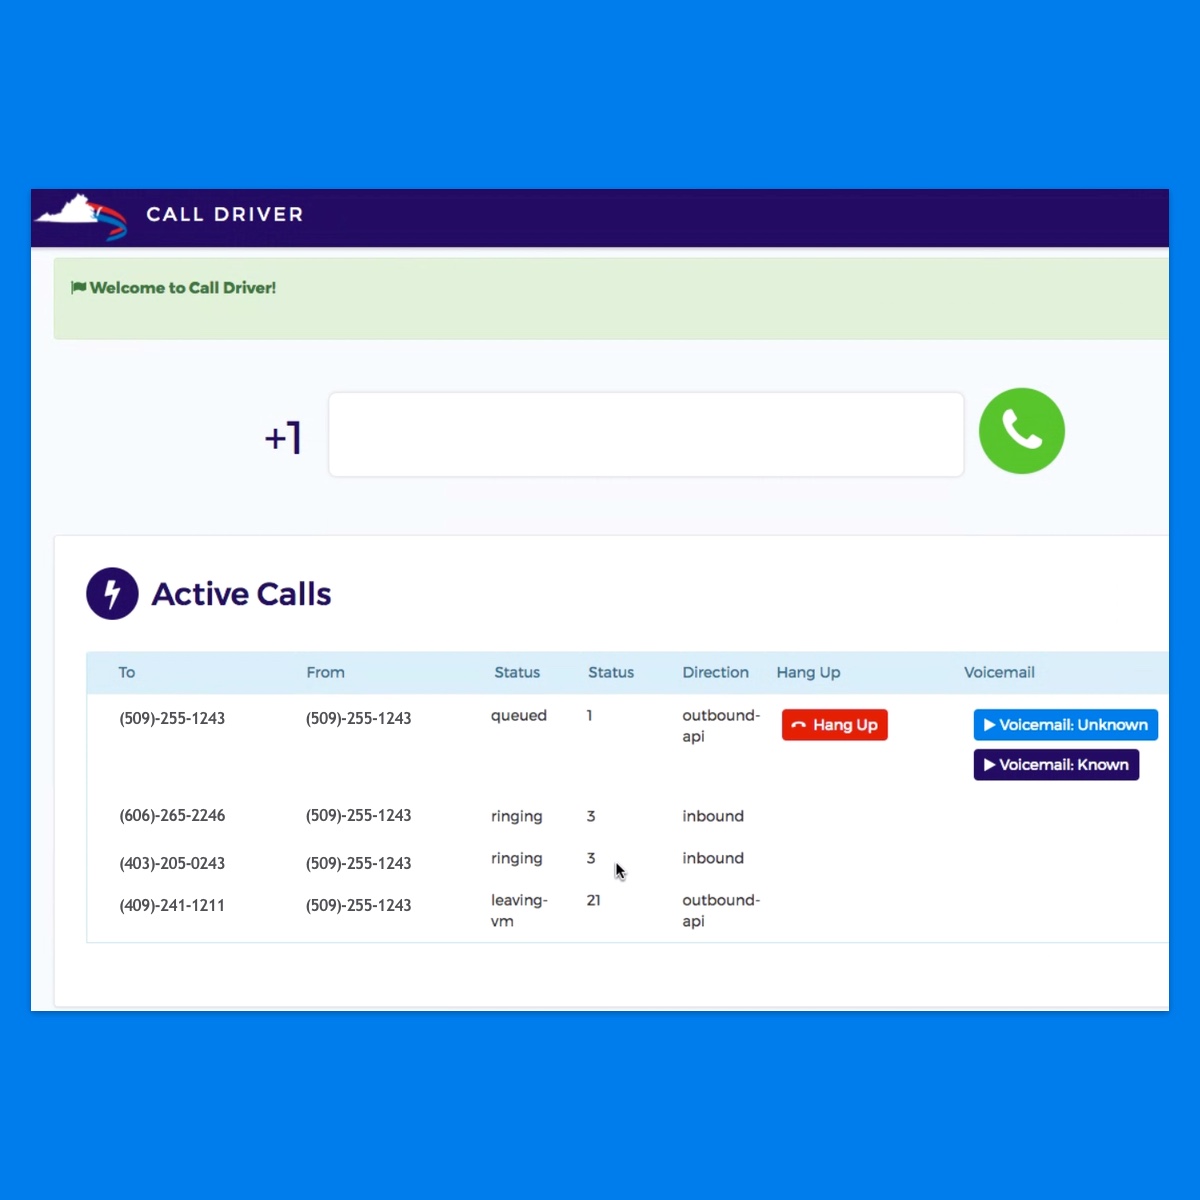 CALL DRIVER
Welcome to Call Driver!
+1
Active Calls
To From Status Status Direction Hang Up Voicemail
(509)-255-1243 (509)-255-1243 queued 1 outbound-
api Hang Up Voicemail: Unknown
Voicemail: Known
(606)-265-2246 (509)-255-1243 ringing 3 inbound
(403)-205-0243 (509)-255-1243 ringing 3 inbound
(409)-241-1211 (509)-255-1243 leaving-
vm 21 outbound-
api